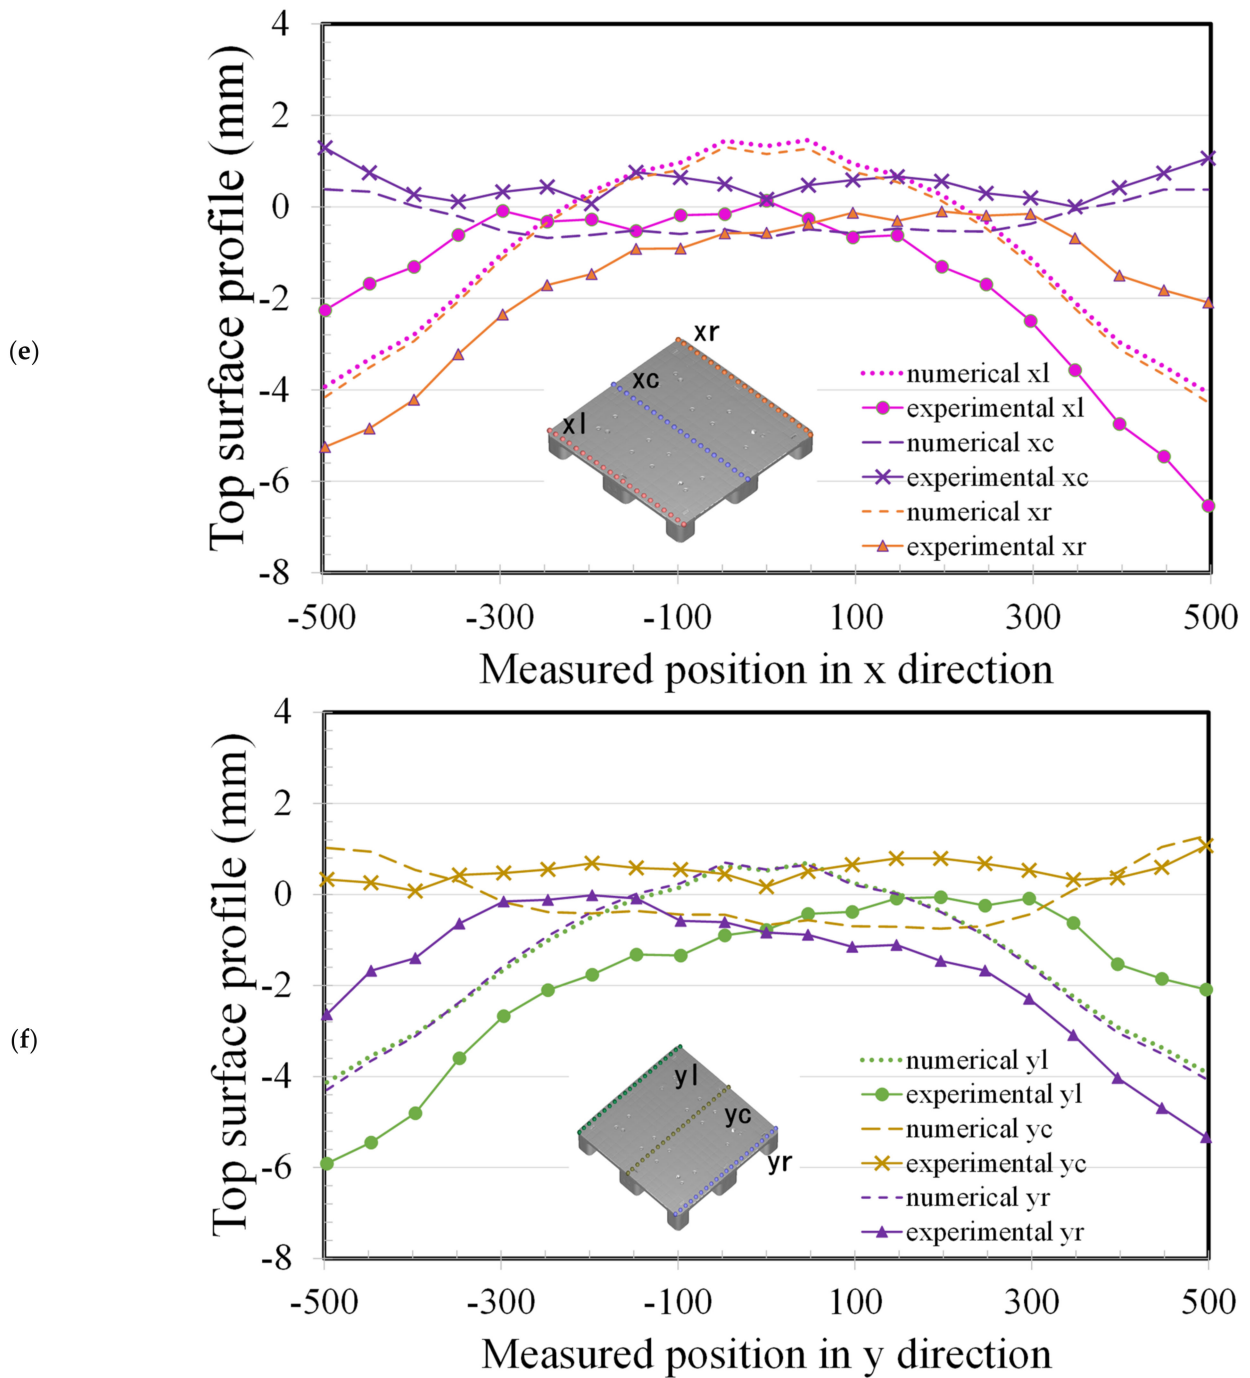 4
2
0
-2
-4
-6
-8
Top surface profile (mm)
(e)
xr
xc
xl
numerical xl
experimental xl
numerical xc
experimental xc
numerical xr
experimental xr
-500 -300 -100 100 300 500
Measured position in x direction
4
2
0
-2
-4
-6
-8
Top surface profile (mm)
(f)
yl
yc
yr
numerical yl
experimental yl
numerical yc
experimental yc
numerical yr
experimental yr
-500 -300 -100 100 300 500
Measured position in y direction